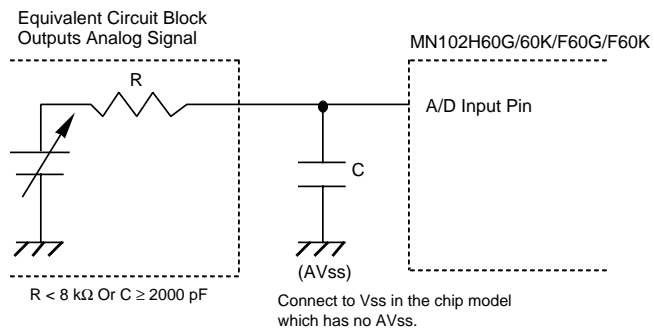 Equivalent Circuit Block
Outputs Analog Signal
MN102H60G/60K/F60G/F60K
R
A/D Input Pin
C
(AVss)
R < 8 kΩ Or C ≥ 2000 pF
Connect to Vss in the chip model
which has no AVss.